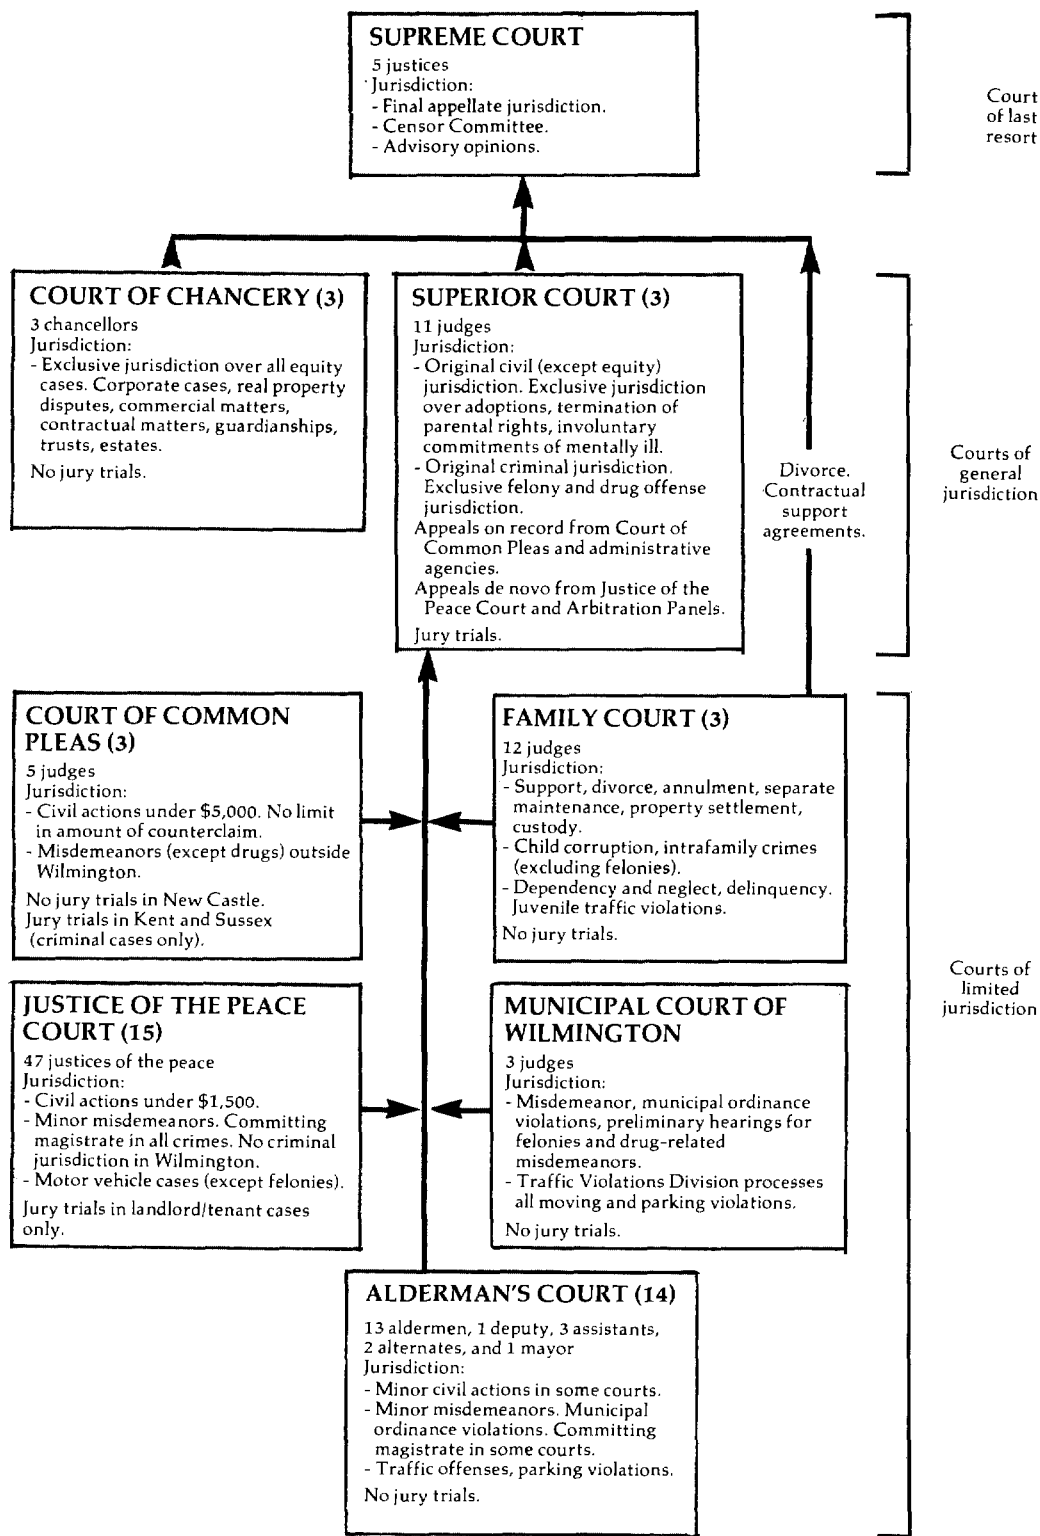 SUPREME COURT
5 justices
Jurisdiction:
- Final appellate jurisdiction.
- Censor Committee.
- Advisory opinions.
Court
of last
resort
COURT OF CHANCERY (3)
3 chancellors
Jurisdiction:
- Exclusive jurisdiction over all equity
cases. Corporate cases, real property
disputes, commercial matters,
contractual matters, guardianships,
trusts, estates.
No jury trials.
SUPERIOR COURT (3)
11 judges
Jurisdiction:
- Original civil (except equity)
jurisdiction. Exclusive jurisdiction
over adoptions, termination of
parental rights, involuntary
commitments of mentally ill.
- Original criminal jurisdiction.
Exclusive felony and drug offense
jurisdiction.
Appeals on record from Court of
Common Pleas and administrative
agencies.
Appeals de novo from Justice of the
Peace Court and Arbitration Panels.
Jury trials.
Divorce.
Contractual
support
agreements.
Courts of
general
jurisdiction
COURT OF COMMON
PLEAS (3)
5 judges
Jurisdiction:
- Civil actions under $5,000. No limit
in amount of counterclaim.
- Misdemeanors (except drugs) outside
Wilmington.
No jury trials in New Castle.
Jury trials in Kent and Sussex
(criminal cases only).
FAMILY COURT (3)
12 judges
Jurisdiction:
- Support, divorce, annulment, separate
maintenance, property settlement,
custody.
- Child corruption, intrafamily crimes
(excluding felonies).
- Dependency and neglect, delinquency.
Juvenile traffic violations.
No jury trials.
Courts of
limited
jurisdiction
JUSTICE OF THE PEACE
COURT (15)
47 justices of the peace
Jurisdiction:
- Civil actions under $1,500.
- Minor misdemeanors. Committing
magistrate in all crimes. No criminal
jurisdiction in Wilmington.
- Motor vehicle cases (except felonies).
Jury trials in landlord/tenant cases
only.
MUNICIPAL COURT OF
WILMINGTON
3 judges
Jurisdiction:
- Misdemeanor, municipal ordinance
violations, preliminary hearings for
felonies and drug-related
misdemeanors.
- Traffic Violations Division processes
all moving and parking violations.
No jury trials.
ALDERMAN'S COURT (14)
13 aldermen, 1 deputy, 3 assistants,
2 alternates, and 1 mayor
Jurisdiction:
- Minor civil actions in some courts.
- Minor misdemeanors. Municipal
ordinance violations. Committing
magistrate in some courts.
- Traffic offenses, parking violations.
No jury trials.